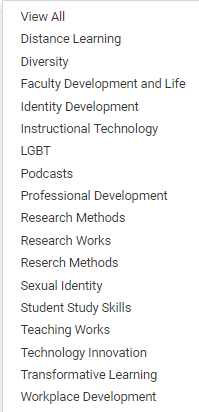 View All
Distance Learning
Diversity
Faculty Development and Life
Identity Development
Instructional Technology
LGBT
Podcasts
Professional Development
Research Methods
Research Works
Reserch Methods
Sexual Identity
Student Study Skills
Teaching Works
Technology Innovation
Transformative Learning
Workplace Development